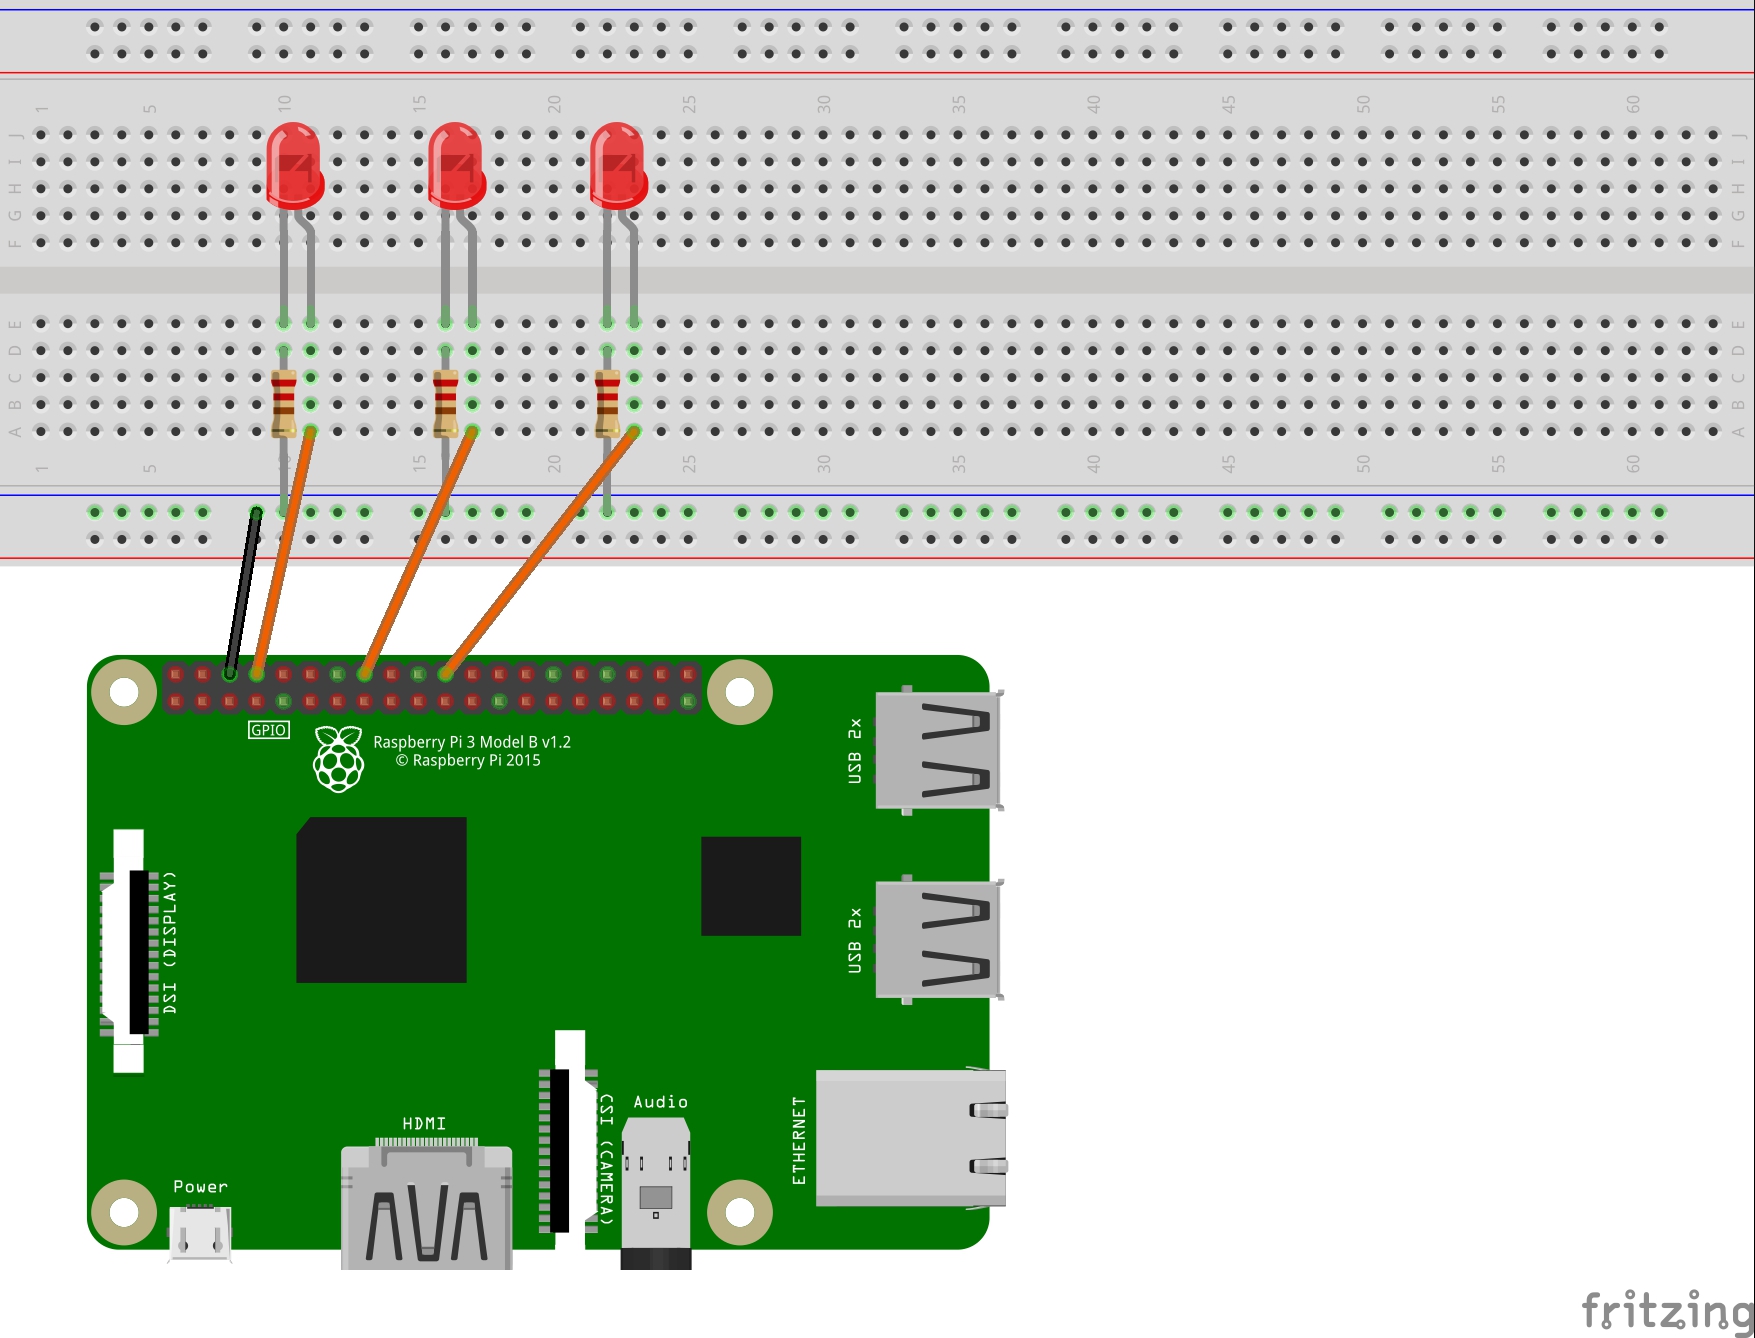 1 5 10 15 20 25 30 35 40 45 50 55 60
J J
I I
H H
G G
F F
E E
D D
C C
B B
A A
1 5 10 15 20 25 30 35 40 45 50 55 60
GPIO
Raspberry Pi 3 Model B v1.2
© Raspberry Pi 2015
USB 2x
DSI (DISPLAY)
USB 2x
HDMI
CSI (CAMERA)
Audio
ETHERNET
Power
fritzing